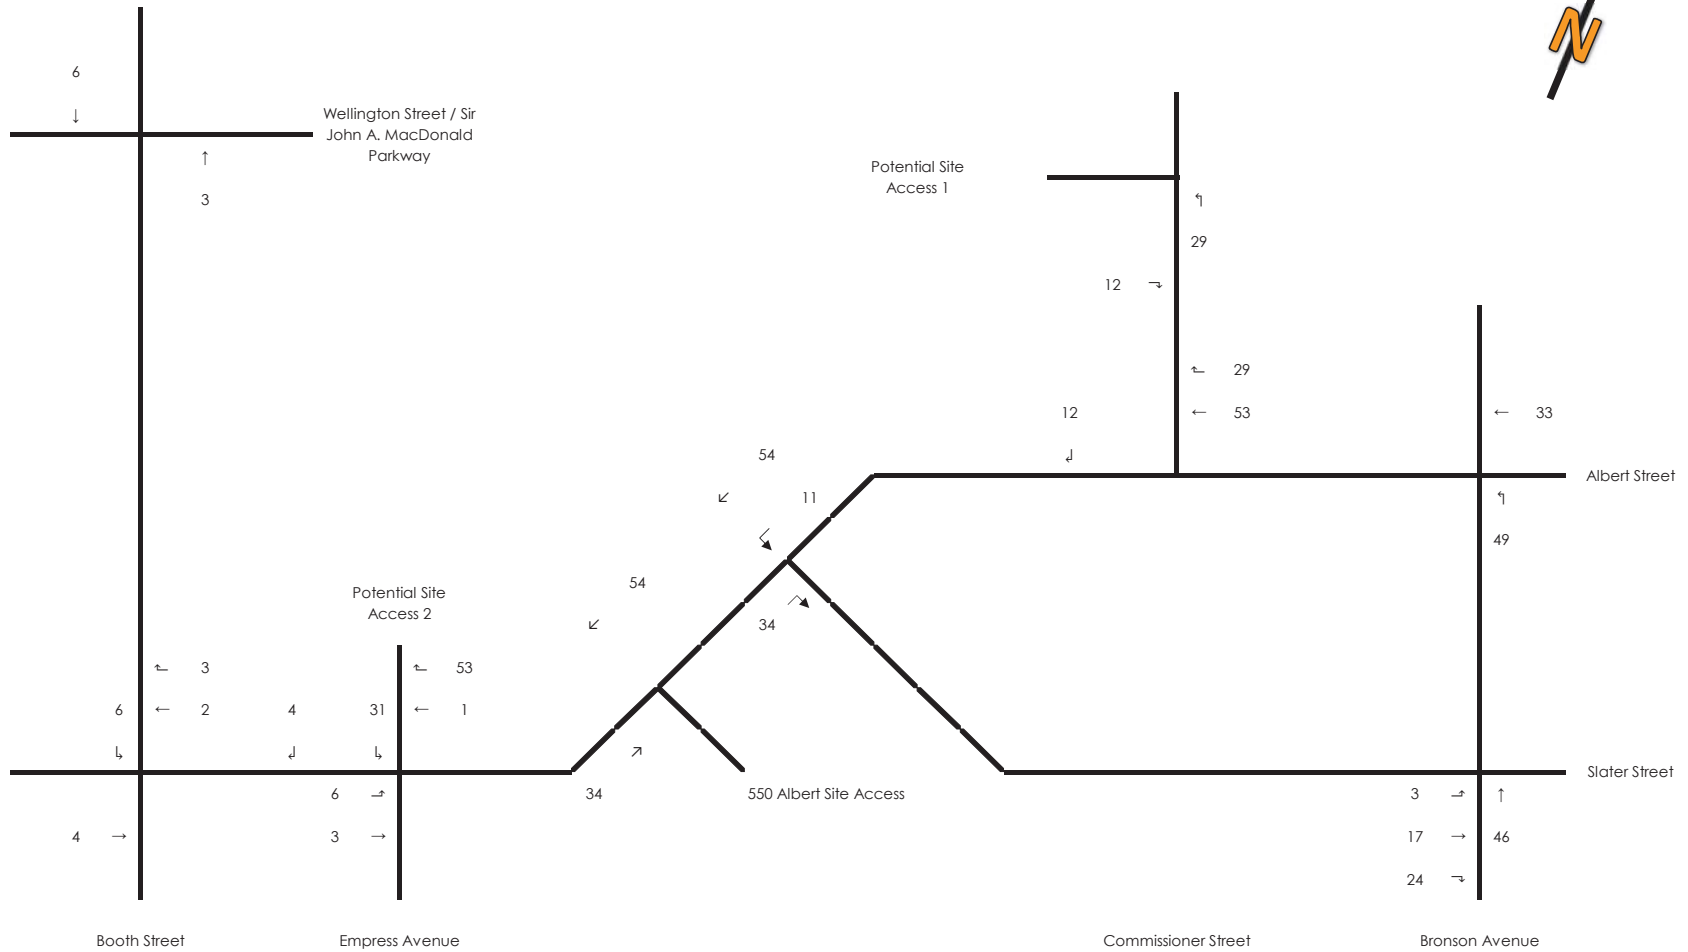 N
6
↓
Wellington Street / Sir
John A. MacDonald
Parkway
↑
3
Potential Site
Access 1
↰
29
12 ⬎
29
12
← 53
← 33
54
↲
Albert Street
↙ 11
↰
49
54
Potential Site
Access 2
↙
34
3
53
6 ← 2
4
31 ← 1
↳
↲
↳
↗
Slater Street
6
34
550 Albert Site Access
3 ↑
4 →
3 →
17 → 46
24
Booth Street
Empress Avenue
Commissioner Street
Bronson Avenue